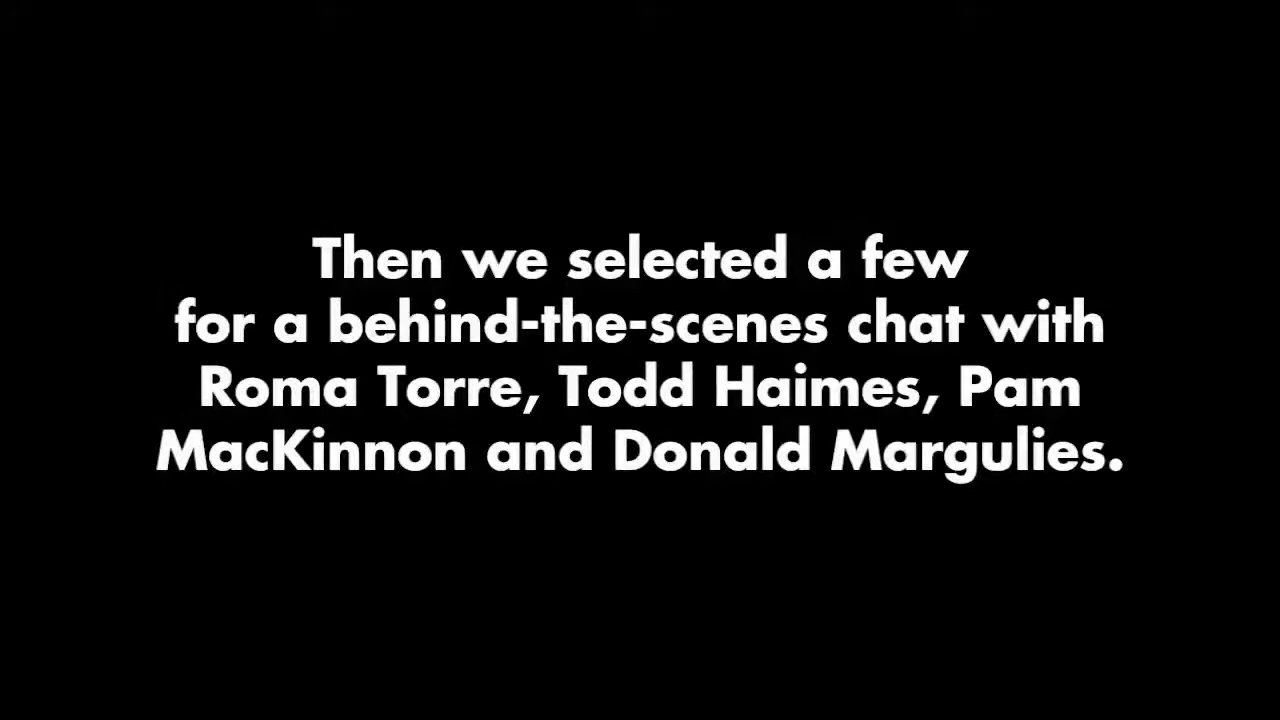 Then we selected a few
for a behind-the-scenes chat with
Roma Torre, Todd Haimes, Pam
MacKinnon and Donald Margulies.